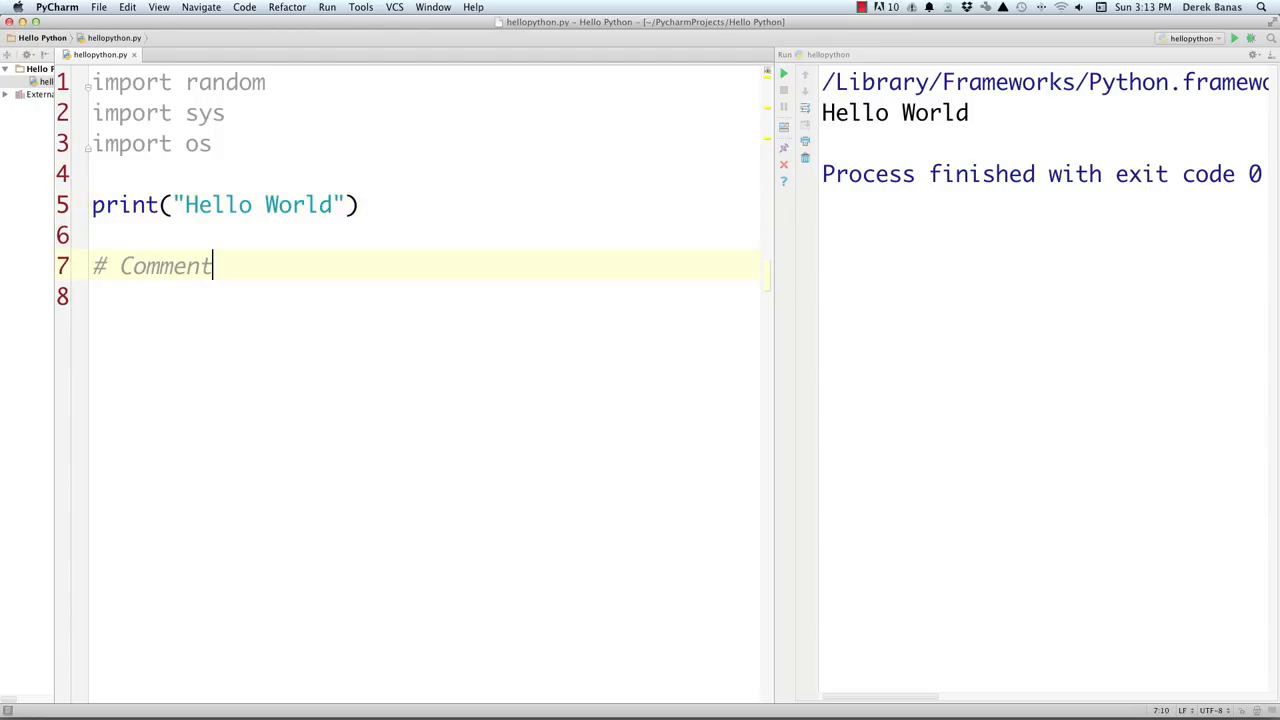 PyCharm File Edit View Navigate Code Refactor Run Tools VCS Window Help 10 Sun 3:13 PM Derek Banas
hellopython.py – Hello Python – [~/PycharmProjects/Hello Python]
Hello Python hellopython.py hellopython
hellopython.py
Run hellopython
Hello P
hell
Externa
1 import random
2 import sys
3 import os
4
5 print("Hello World")
6
7 # Comment
8
/Library/Frameworks/Python.framewo
Hello World
Process finished with exit code 0
7:10 LF UTF-8